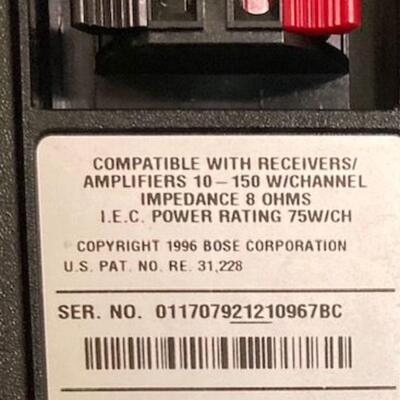 COMPATIBLE WITH RECEIVERS/
AMPLIFIERS 10 – 150 W/CHANNEL
IMPEDANCE 8 OHMS
I.E.C. POWER RATING 75W/CH
COPYRIGHT 1996 BOSE CORPORATION
U.S. PAT. NO. RE. 31,228
SER. NO. 011707921210967BC